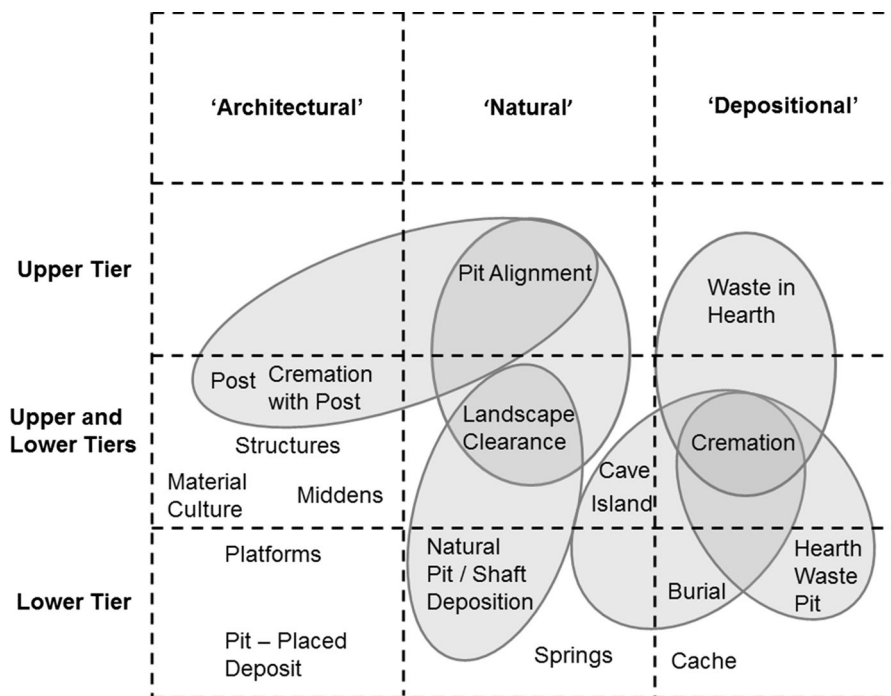 ‘Architectural’
‘Natural’
‘Depositional’
Upper Tier
Pit Alignment
Waste in
Hearth
Upper and
Lower Tiers
Post
Cremation
with Post
Structures
Material
Culture
Middens
Landscape
Clearance
Cave
Island
Cremation
Lower Tier
Platforms
Pit – Placed
Deposit
Natural
Pit / Shaft
Deposition
Springs
Burial
Hearth
Waste
Pit
Cache